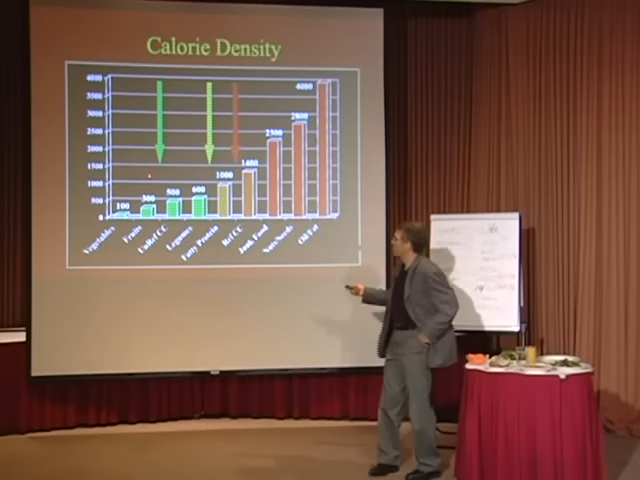 Calorie Density
4000
3500
3000
2500
2000
1500
1000
500
0
100
300
500
600
1000
1400
2300
2800
4000
Vegetables
Fruits
UnRef CC
Legumes
Fatty Protein
Ref CC
Junk Food
Nuts/Seeds
Oil/Fat